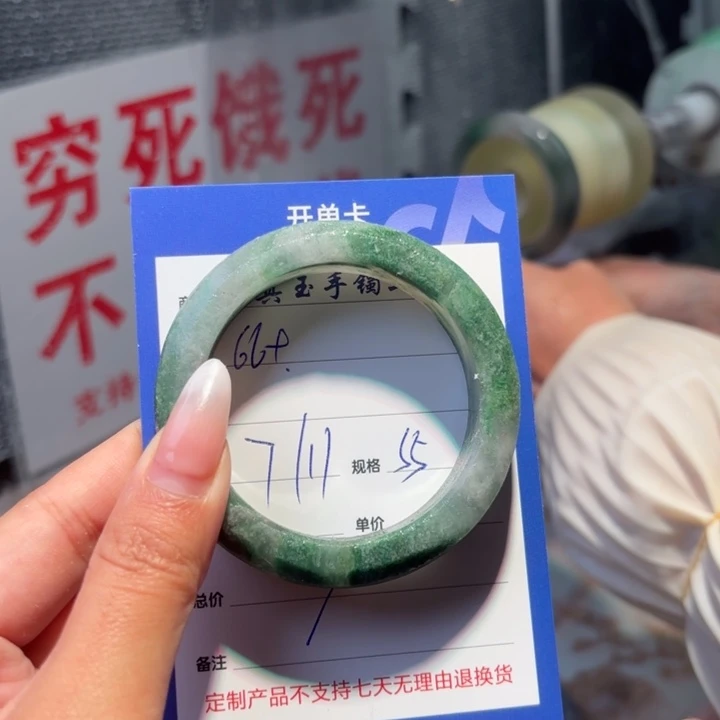 穷死饿死
不
支持
开单卡
玉手镯
66+
7/11 规格 55
单价
总价
备注
定制产品不支持七天无理由退换货